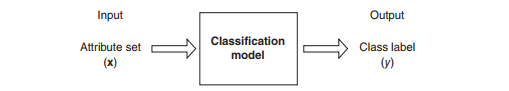 Input
Output
Attribute set
(x)
Classification
model
Class label
(y)